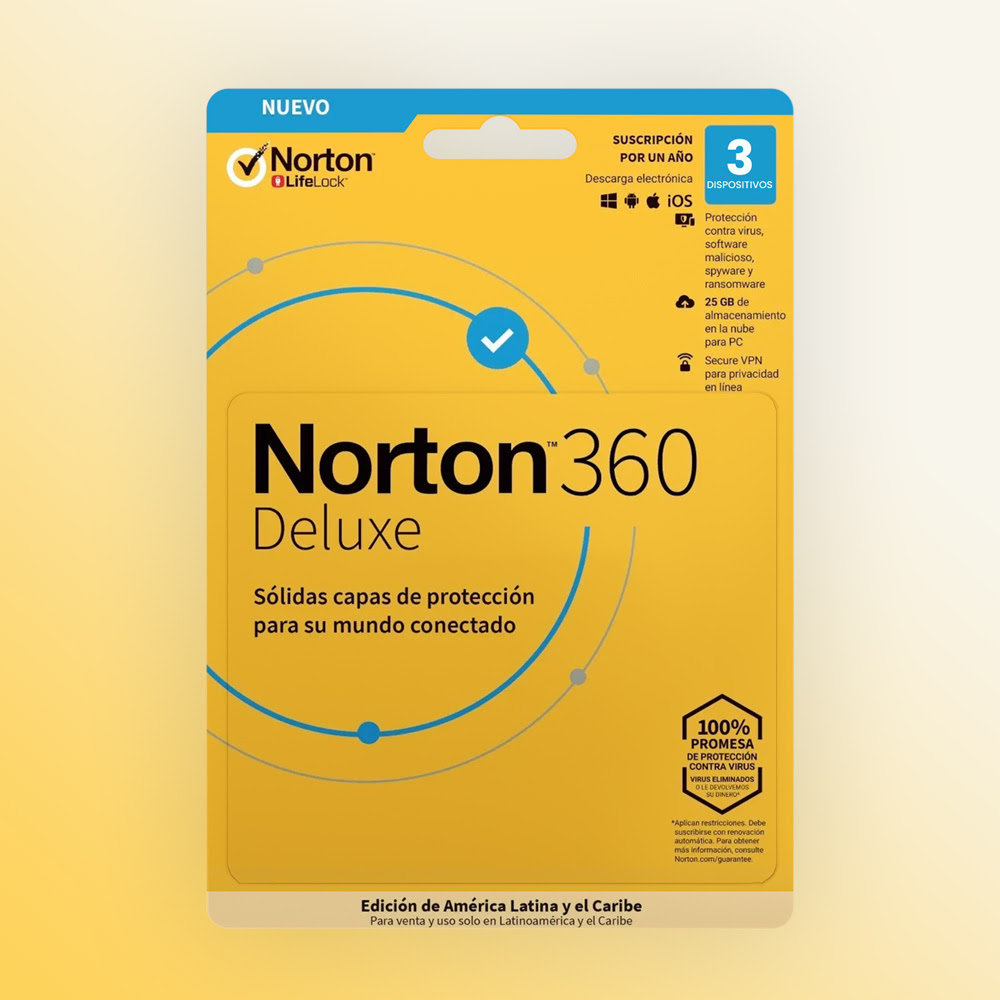 NUEVO
Norton™
LifeLock™
SUSCRIPCIÓN
POR UN AÑO
Descarga electrónica
iOS
3
DISPOSITIVOS
Protección
contra virus,
software
malicioso,
spyware y
ransomware
25 GB de
almacenamiento
en la nube
para PC
Secure VPN
para privacidad
en línea
Norton™ 360
Deluxe
Sólidas capas de protección
para su mundo conectado
100%
PROMESA
DE PROTECCIÓN
CONTRA VIRUS
VIRUS ELIMINADOS
O LE DEVOLVEMOS
SU DINERO*
*Aplican restricciones. Debe
suscribirse con renovación
automática. Para obtener
más información, consulte
Norton.com/guarantee.
Edición de América Latina y el Caribe
Para venta y uso solo en Latinoamérica y el Caribe